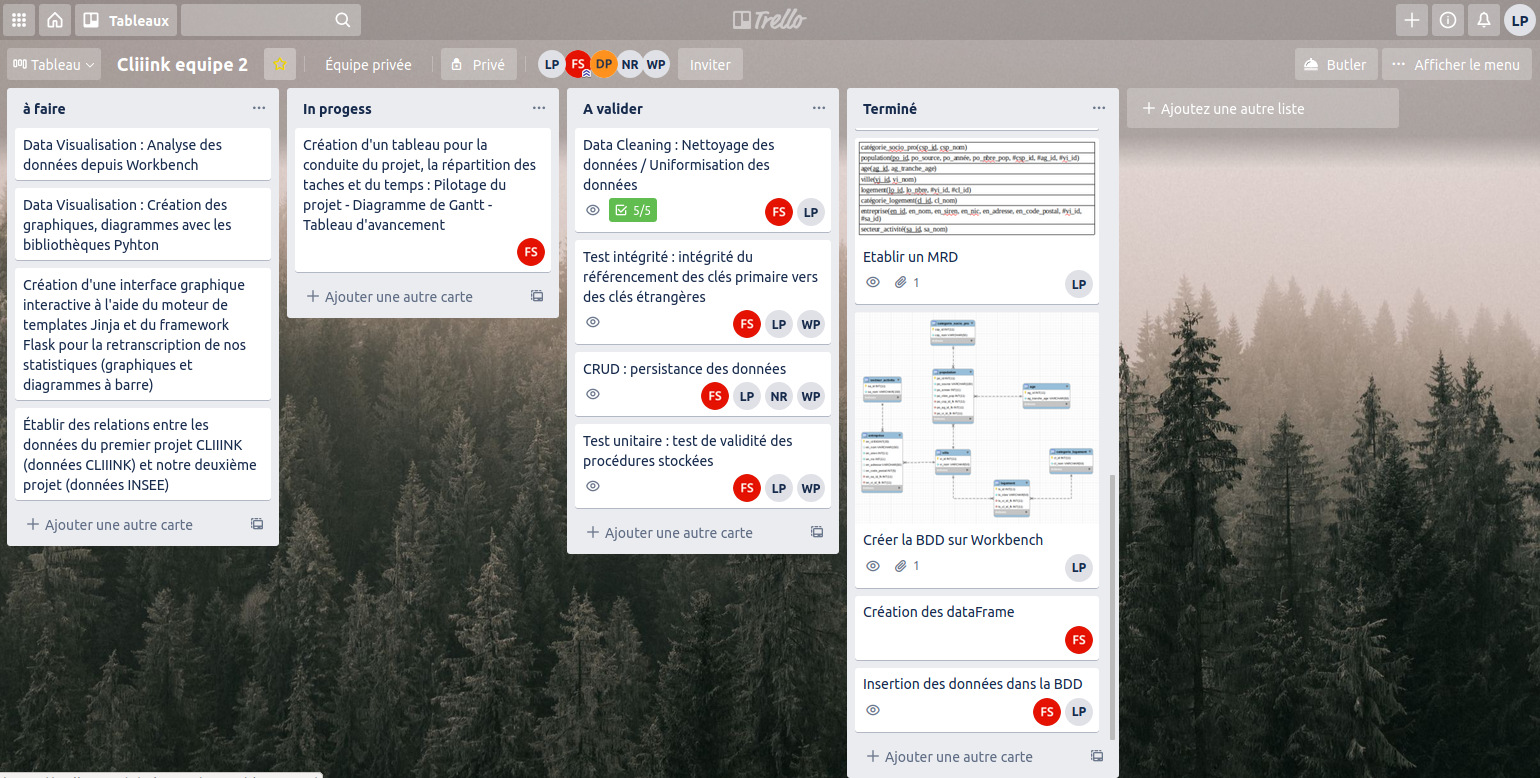 Tableaux
Trello
LP
Tableau
Cliiink equipe 2
Équipe privée
Privé
LP FS DP NR WP
Inviter
Butler
Afficher le menu
à faire
Data Visualisation : Analyse des
données depuis Workbench
Data Visualisation : Création des
graphiques, diagrammes avec les
bibliothèques Pyhton
Création d'une interface graphique
interactive à l'aide du moteur de
templates Jinja et du framework
Flask pour la retranscription de nos
statistiques (graphiques et
diagrammes à barre)
Établir des relations entre les
données du premier projet CLIIINK
(données CLIIINK) et notre deuxième
projet (données INSEE)
Ajouter une autre carte
In progess
Création d'un tableau pour la
conduite du projet, la répartition des
taches et du temps : Pilotage du
projet - Diagramme de Gantt -
Tableau d'avancement
FS
Ajouter une autre carte
A valider
Data Cleaning : Nettoyage des
données / Uniformisation des
données
5/5
FS LP
Test intégrité : intégrité du
référencement des clés primaire vers
des clés étrangères
FS LP WP
CRUD : persistance des données
FS LP NR WP
Test unitaire : test de validité des
procédures stockées
FS LP WP
Ajouter une autre carte
Terminé
catégorie_socio_pro(csp_id, csp_nom)
population(po_id, po_source, po_année, po_nbre_pop, #csp_id, #ag_id, #vi_id)
age(ag_id, ag_tranche_age)
ville(vi_id, vi_nom)
logement(lo_id, lo_nbre, #vi_id, #cl_id)
catégorie_logement(cl_id, cl_nom)
entreprise(en_id, en_nom, en_siren, en_nic, en_adresse, en_code_postal, #vi_id,
#sa_id)
secteur_activité(sa_id, sa_nom)
Etablir un MRD
1
LP
population
age
entreprise
ville
logement
Créer la BDD sur Workbench
1
LP
Création des dataFrame
FS
Insertion des données dans la BDD
FS LP
Ajouter une autre carte
Ajoutez une autre liste